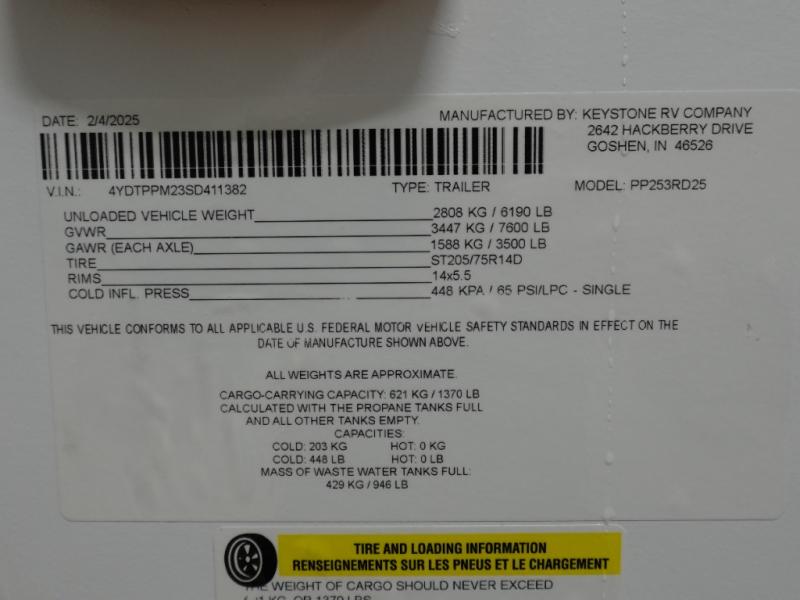 DATE: 2/4/2025
MANUFACTURED BY: KEYSTONE RV COMPANY
2642 HACKBERRY DRIVE
GOSHEN, IN 46526
V.I.N.: 4YDTPPM23SD411382 TYPE: TRAILER MODEL: PP253RD25
UNLOADED VEHICLE WEIGHT 2808 KG / 6190 LB
GVWR 3447 KG / 7600 LB
GAWR (EACH AXLE) 1588 KG / 3500 LB
TIRE ST205/75R14D
RIMS 14x5.5
COLD INFL. PRESS 448 KPA / 65 PSI/LPC - SINGLE
THIS VEHICLE CONFORMS TO ALL APPLICABLE U.S. FEDERAL MOTOR VEHICLE SAFETY STANDARDS IN EFFECT ON THE
DATE OF MANUFACTURE SHOWN ABOVE.
ALL WEIGHTS ARE APPROXIMATE.
CARGO-CARRYING CAPACITY: 621 KG / 1370 LB
CALCULATED WITH THE PROPANE TANKS FULL
AND ALL OTHER TANKS EMPTY.
CAPACITIES:
COLD: 203 KG HOT: 0 KG
COLD: 448 LB HOT: 0 LB
MASS OF WASTE WATER TANKS FULL:
429 KG / 946 LB
TIRE AND LOADING INFORMATION
RENSEIGNEMENTS SUR LES PNEUS ET LE CHARGEMENT
THE WEIGHT OF CARGO SHOULD NEVER EXCEED
KG OR 1370 LBS